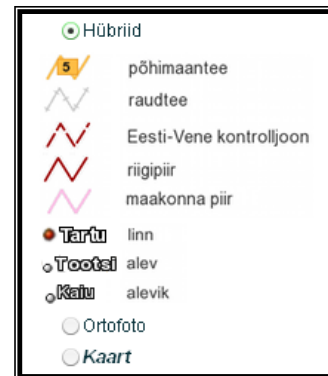 Hübriid
5 põhimaantee
raudtee
Eesti-Vene kontrolljoon
riigipiir
maakonna piir
Tartu linn
Tootsi alev
Kaiu alevik
Ortofoto
Kaart